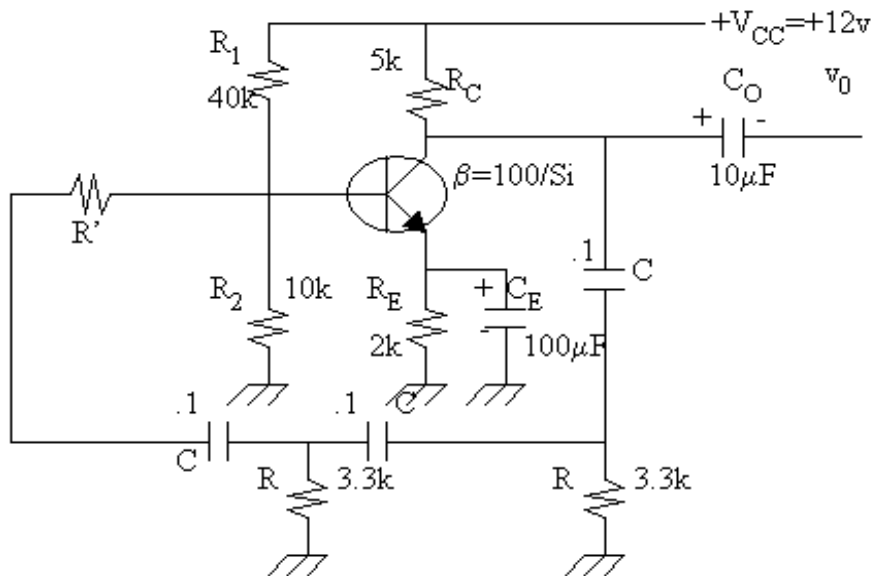 +V_CC=+12v
R_1
5k
R_C
C_O
v_0
40k
+
-
β=100/Si
10μF
R'
.1
C
R_2
10k
R_E
+
C_E
-
2k
100μF
.1
.1
C
C
R
3.3k
R
3.3k